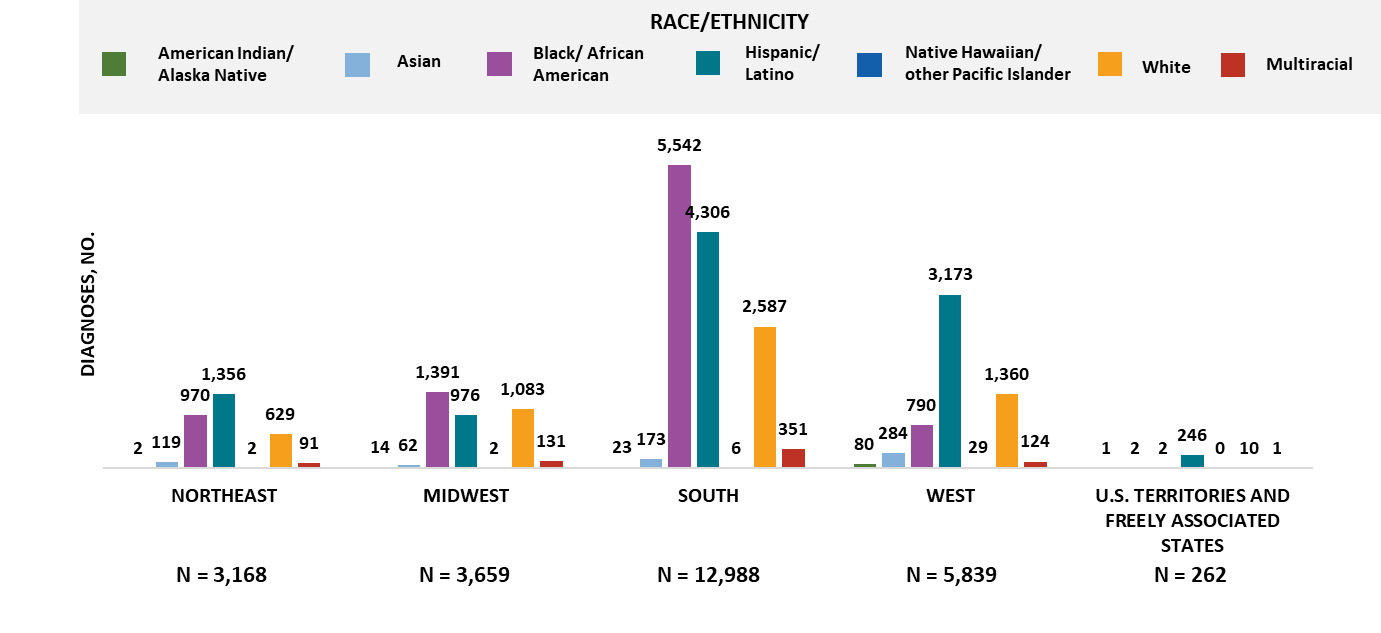 RACE/ETHNICITY
American Indian/
Alaska Native
Asian
Black/ African
American
Hispanic/
Latino
Native Hawaiian/
other Pacific Islander
White
Multiracial
DIAGNOSES, NO.
2 119 970 1,356 2 629 91
14 62 1,391 976 2 1,083 131
23 173 5,542 4,306 6 2,587 351
80 284 790 3,173 29 1,360 124
1 2 2 246 0 10 1
NORTHEAST
MIDWEST
SOUTH
WEST
U.S. TERRITORIES AND
FREELY ASSOCIATED
STATES
N = 3,168
N = 3,659
N = 12,988
N = 5,839
N = 262